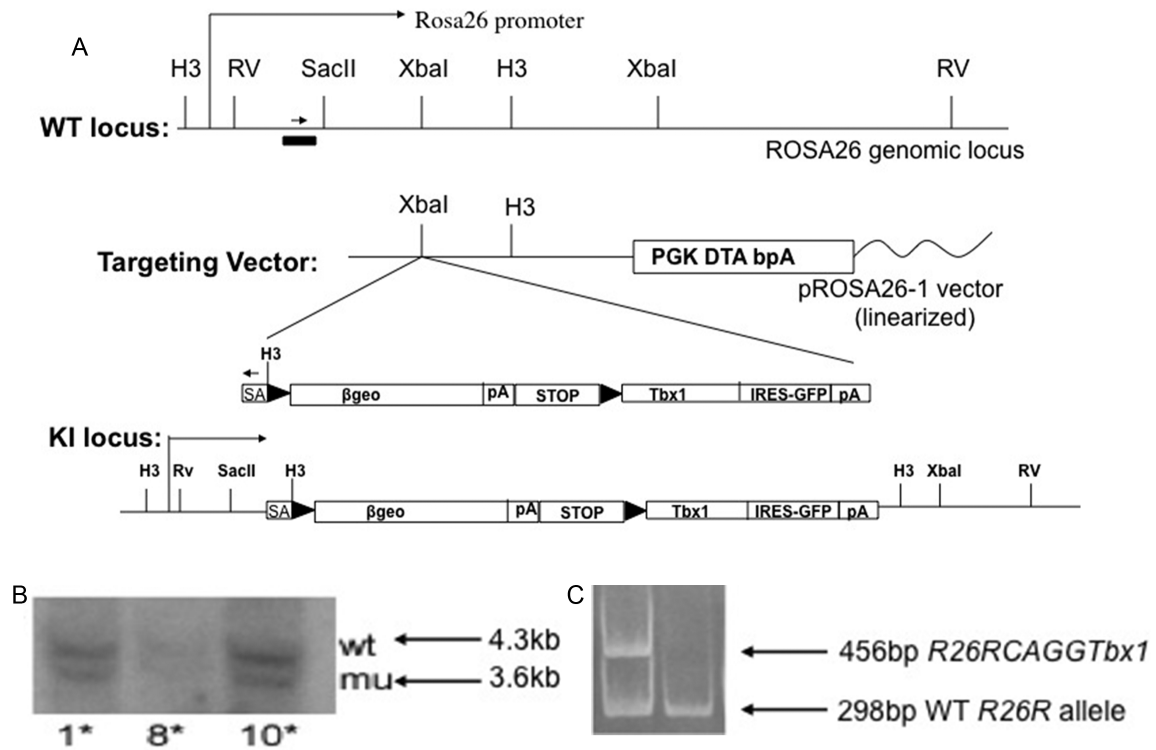 A
Rosa26 promoter
H3 RV SacII XbaI H3 XbaI RV
WT locus:
ROSA26 genomic locus
XbaI H3
Targeting Vector:
PGK DTA bpA
pROSA26-1 vector
(linearized)
H3
SA βgeo pA STOP Tbx1 IRES-GFP pA
KI locus:
H3 Rv SacII H3 H3 XbaI RV
SA βgeo pA STOP Tbx1 IRES-GFP pA
B
wt 4.3kb
mu 3.6kb
1* 8* 10*
C
456bp R26RCAGGTbx1
298bp WT R26R allele